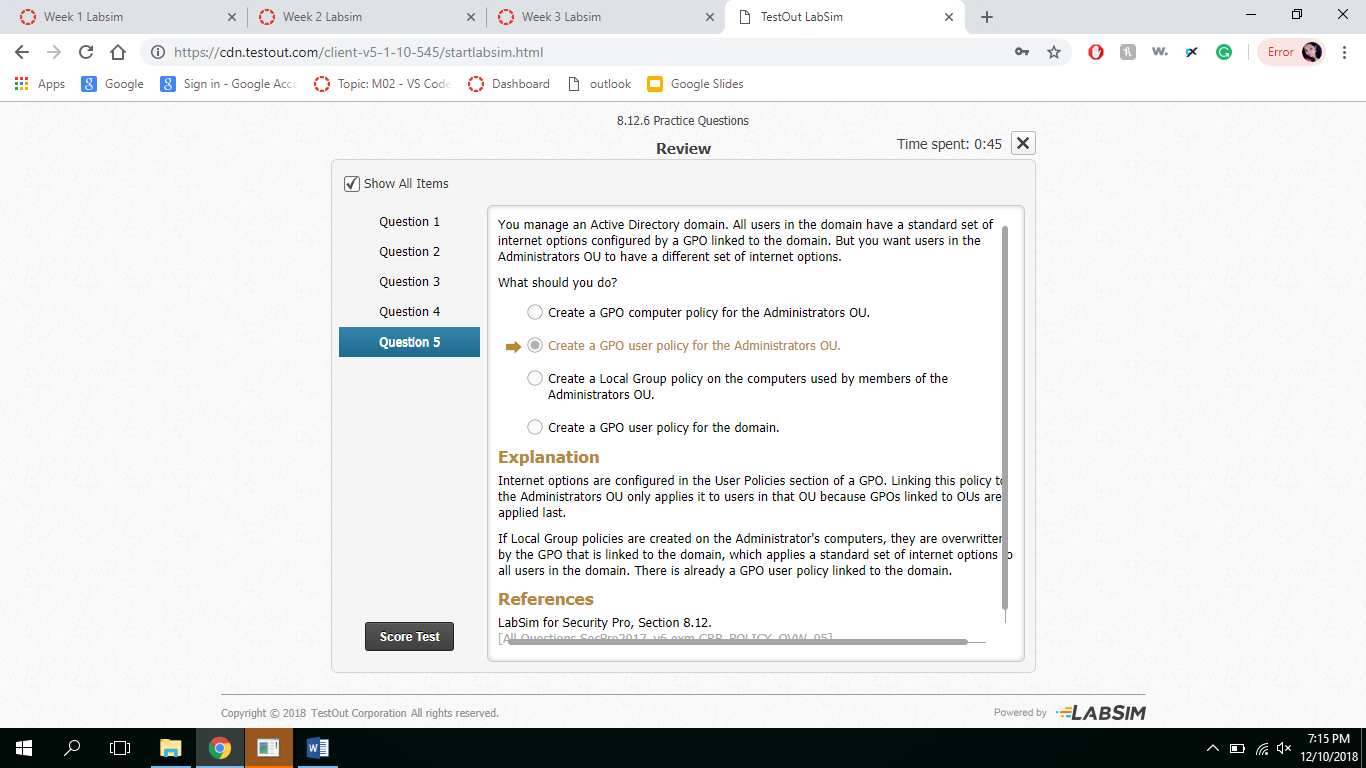 Week 1 Labsim
Week 2 Labsim
Week 3 Labsim
TestOut LabSim
https://cdn.testout.com/client-v5-1-10-545/startlabsim.html
Error
Apps
Google
Sign in - Google Acco
Topic: M02 - VS Code
Dashboard
outlook
Google Slides
8.12.6 Practice Questions
Review
Time spent: 0:45
Show All Items
Question 1
Question 2
Question 3
Question 4
Question 5
You manage an Active Directory domain. All users in the domain have a standard set of
internet options configured by a GPO linked to the domain. But you want users in the
Administrators OU to have a different set of internet options.
What should you do?
Create a GPO computer policy for the Administrators OU.
Create a GPO user policy for the Administrators OU.
Create a Local Group policy on the computers used by members of the
Administrators OU.
Create a GPO user policy for the domain.
Explanation
Internet options are configured in the User Policies section of a GPO. Linking this policy to
the Administrators OU only applies it to users in that OU because GPOs linked to OUs are
applied last.
If Local Group policies are created on the Administrator's computers, they are overwritten
by the GPO that is linked to the domain, which applies a standard set of internet options to
all users in the domain. There is already a GPO user policy linked to the domain.
References
LabSim for Security Pro, Section 8.12.
[All Questions SecPro2017_v6.exm GRP_POLICY_OVW_05]
Score Test
Copyright © 2018 TestOut Corporation All rights reserved.
Powered by LABSIM
W
7:15 PM
12/10/2018